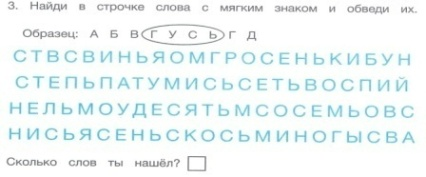 3. Найди в строчке слова с мягким знаком и обведи их.
Образец: А Б В Г У С Ь Г Д
СТВСВИНЬЯОМГРОСЕНЬКИБУН
СТЕПЬПАТУМИСЬСЕТЬВОСПИЙ
НЕЛЬМОУДЕСЯТЬМСОСЕМЬОВС
НИСЬЯСЕНЬСКОСЬМИНОГЫСВА
Сколько слов ты нашёл?